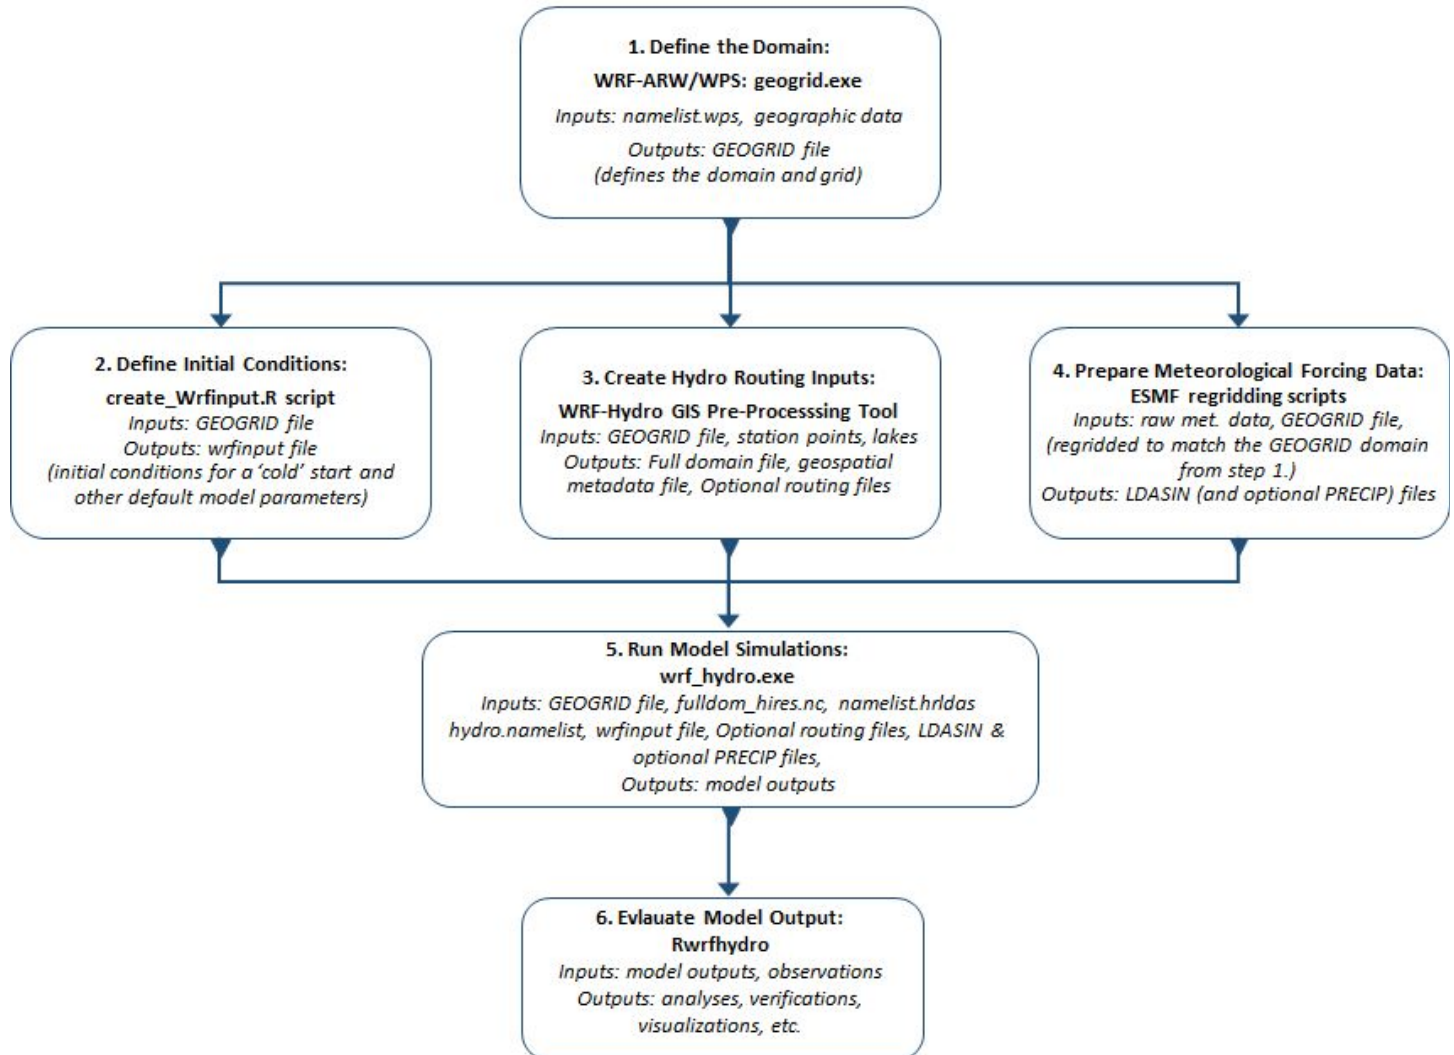 1. Define the Domain:
WRF-ARW/WPS: geogrid.exe
Inputs: namelist.wps, geographic data
Outputs: GEOGRID file
(defines the domain and grid)
2. Define Initial Conditions:
create_Wrfinput.R script
Inputs: GEOGRID file
Outputs: wrfinput file
(initial conditions for a ‘cold’ start and
other default model parameters)
3. Create Hydro Routing Inputs:
WRF-Hydro GIS Pre-Processsing Tool
Inputs: GEOGRID file, station points, lakes
Outputs: Full domain file, geospatial
metadata file, Optional routing files
4. Prepare Meteorological Forcing Data:
ESMF regridding scripts
Inputs: raw met. data, GEOGRID file,
(regridded to match the GEOGRID domain
from step 1.)
Outputs: LDASIN (and optional PRECIP) files
5. Run Model Simulations:
wrf_hydro.exe
Inputs: GEOGRID file, fulldom_hires.nc, namelist.hrldas
hydro.namelist, wrfinput file, Optional routing files, LDASIN &
optional PRECIP files,
Outputs: model outputs
6. Evlauate Model Output:
Rwrfhydro
Inputs: model outputs, observations
Outputs: analyses, verifications,
visualizations, etc.